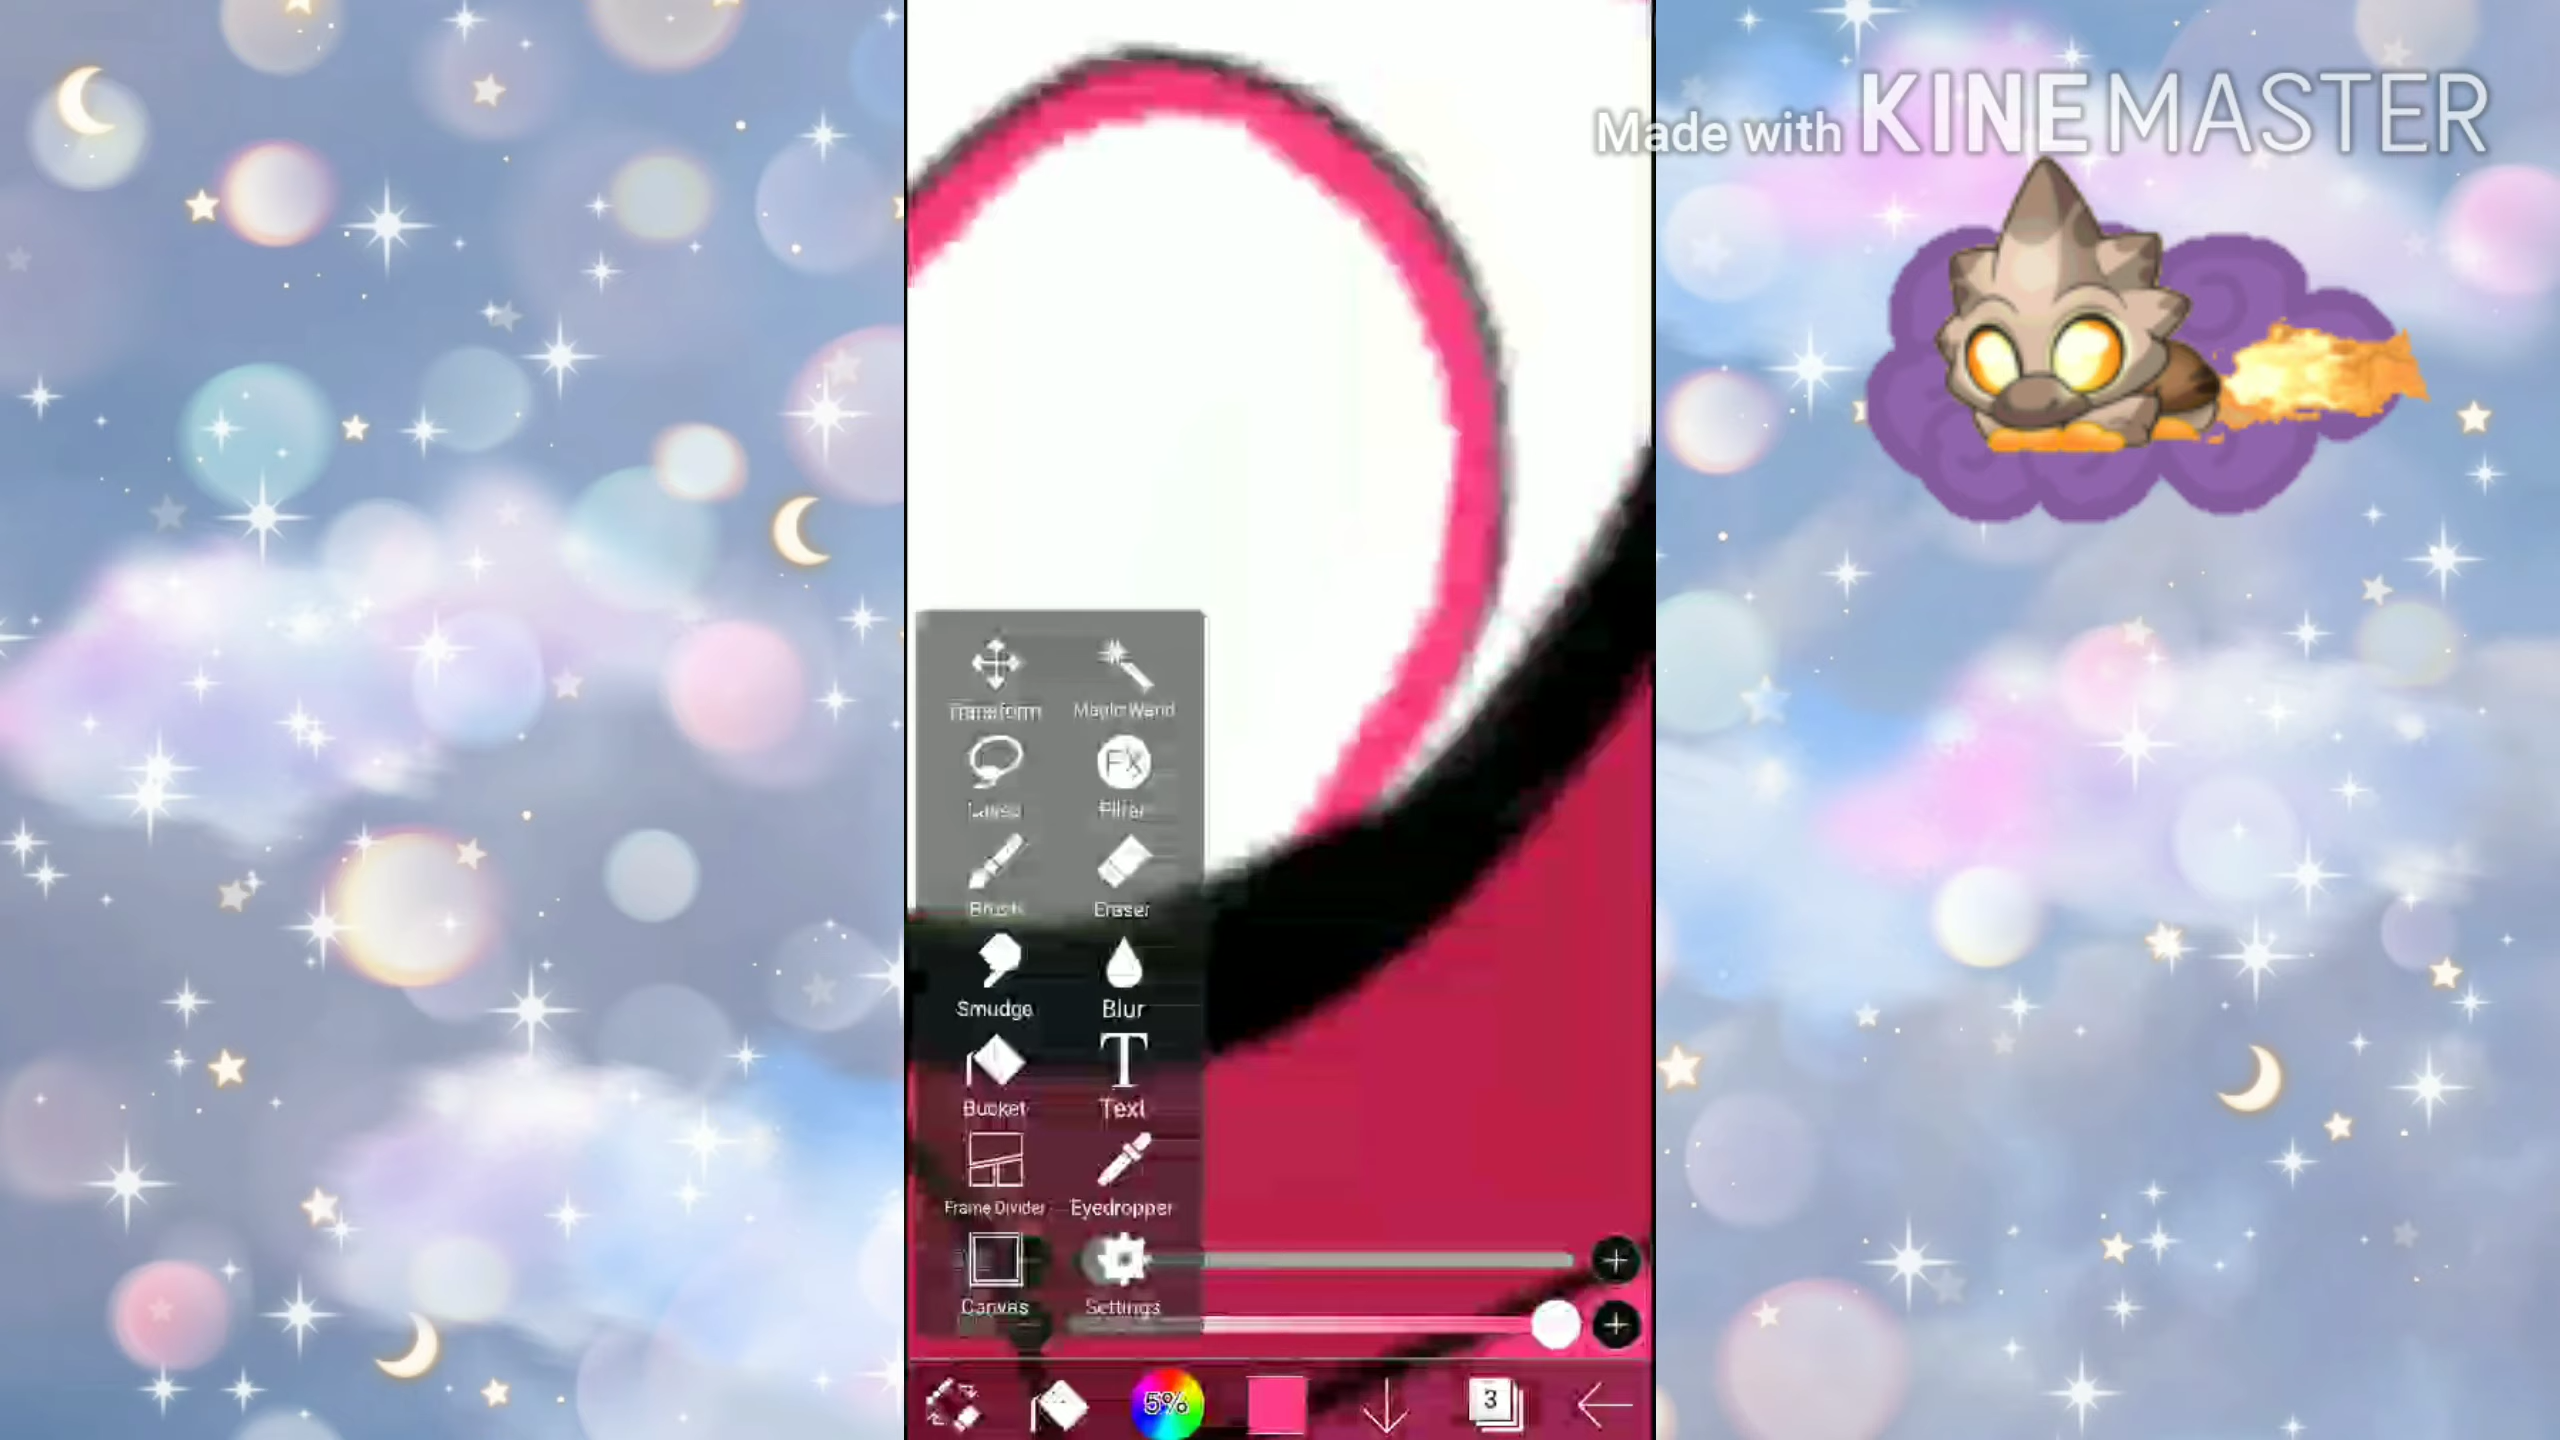 Made with KINEMASTER
Transform Magic Wand
Lasso FX Filter
Brush Eraser
Smudge Blur
Bucket Text
Frame Divider Eyedropper
Canvas Settings
5% 3